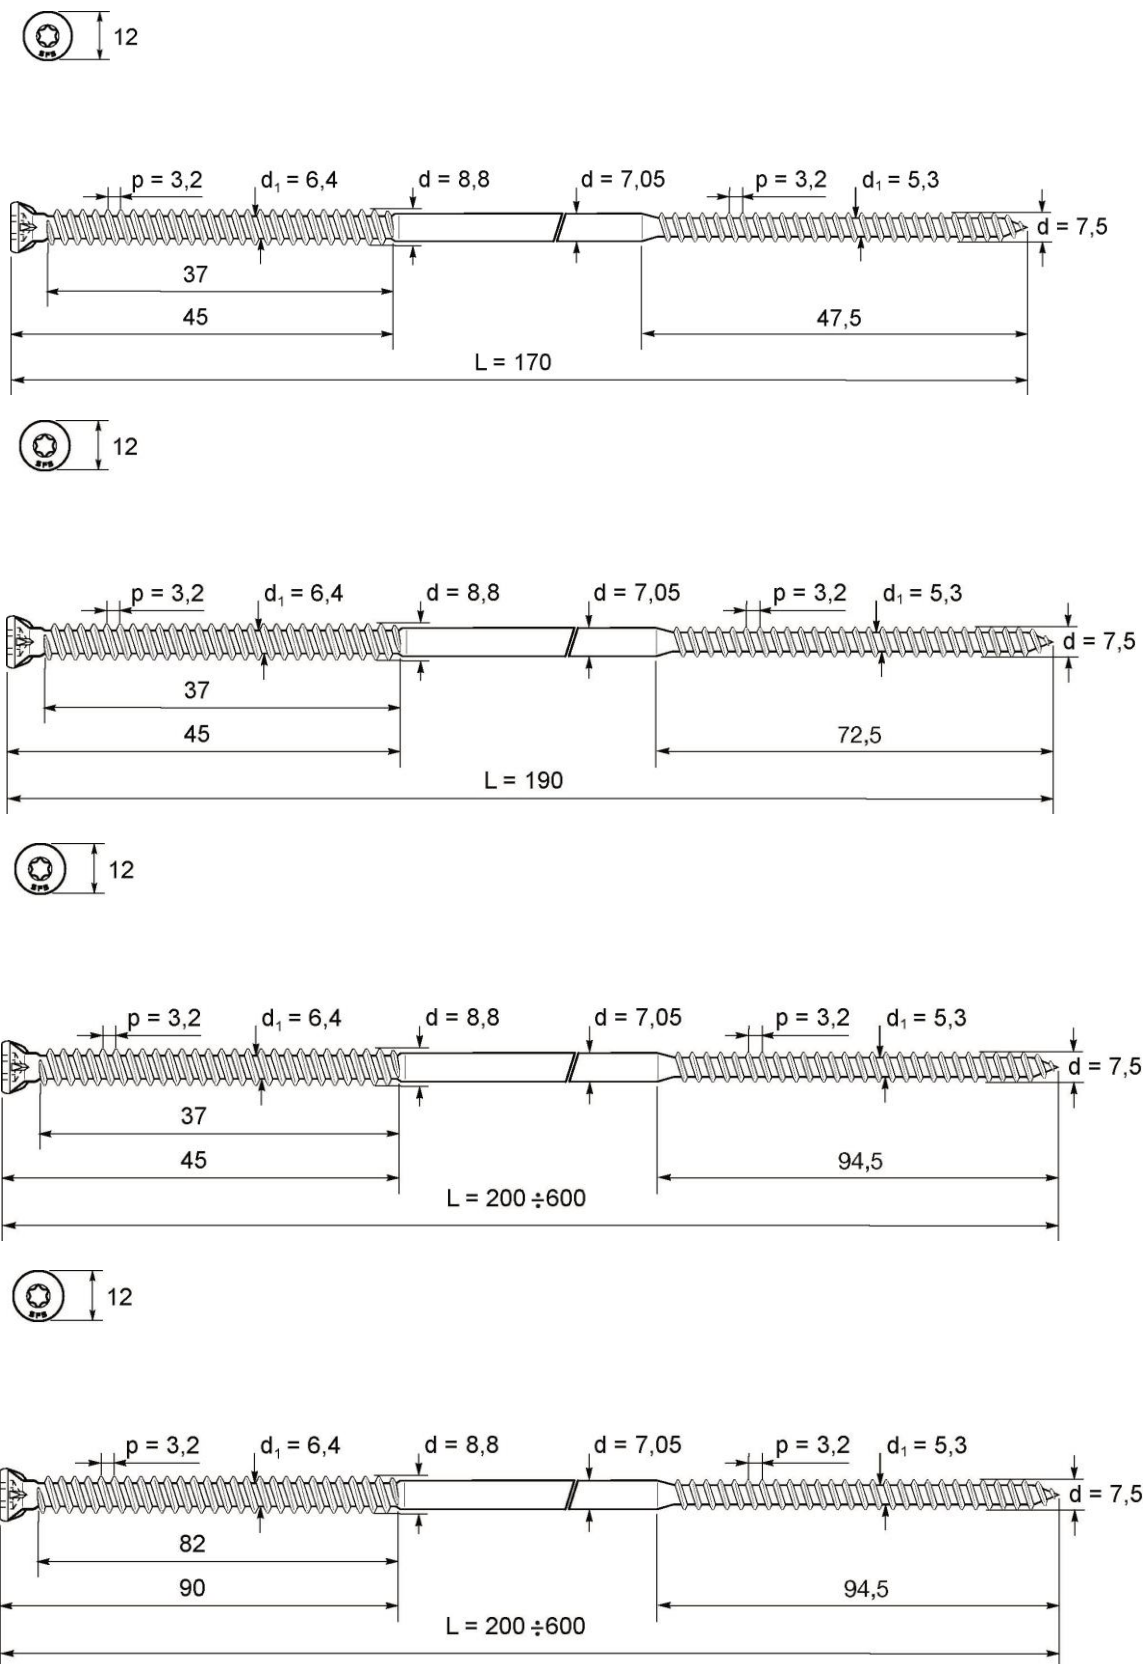 12
p = 3,2 d₁ = 6,4 d = 8,8 d = 7,05 p = 3,2 d₁ = 5,3
d = 7,5
37
45 47,5
L = 170
12
p = 3,2 d₁ = 6,4 d = 8,8 d = 7,05 p = 3,2 d₁ = 5,3
d = 7,5
37
45 72,5
L = 190
12
p = 3,2 d₁ = 6,4 d = 8,8 d = 7,05 p = 3,2 d₁ = 5,3
d = 7,5
37
45 94,5
L = 200 ÷600
12
p = 3,2 d₁ = 6,4 d = 8,8 d = 7,05 p = 3,2 d₁ = 5,3
d = 7,5
82
90 94,5
L = 200 ÷600